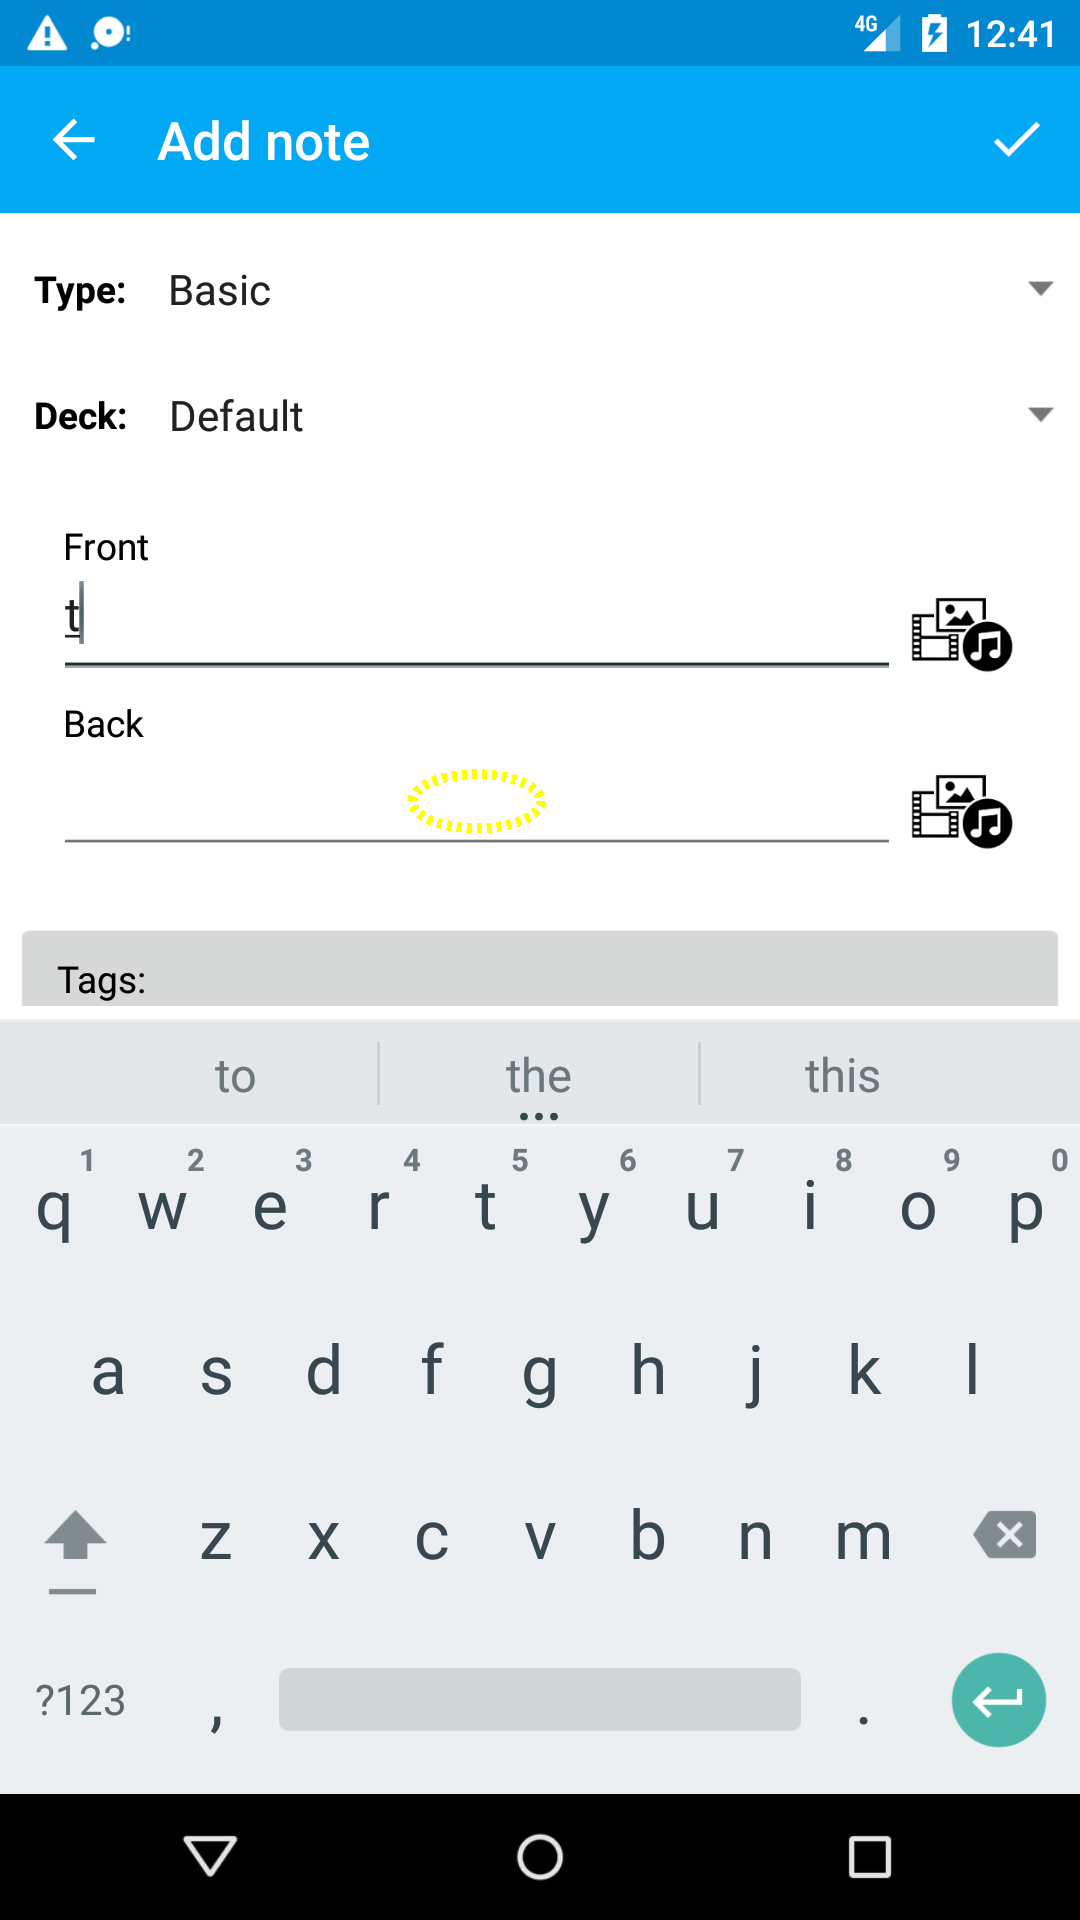 4G 12:41
Add note
Type: Basic
Deck: Default
Front
t
Back
Tags:
to the this
1 2 3 4 5 6 7 8 9 0
q w e r t y u i o p
a s d f g h j k l
z x c v b n m
?123 , .